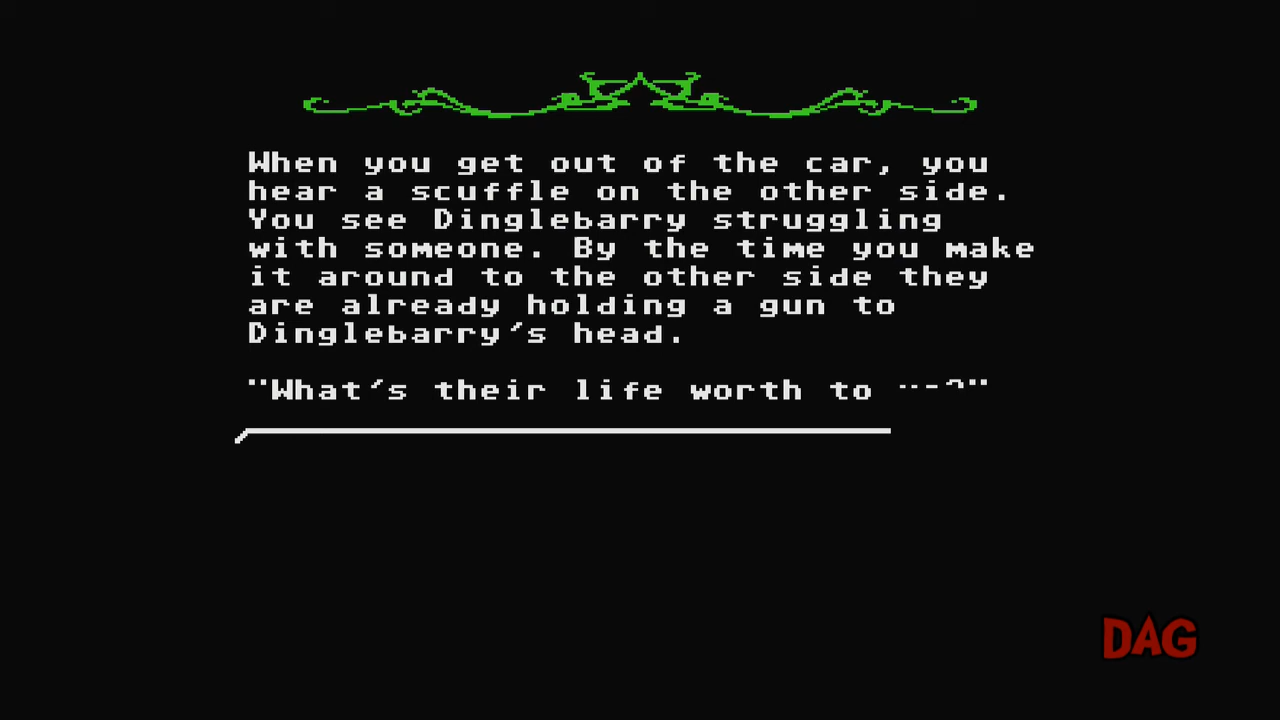 When you get out of the car, you
hear a scuffle on the other side.
You see Dinglebarry struggling
with someone. By the time you make
it around to the other side they
are already holding a gun to
Dinglebarry's head.
"What's their life worth to
DAG